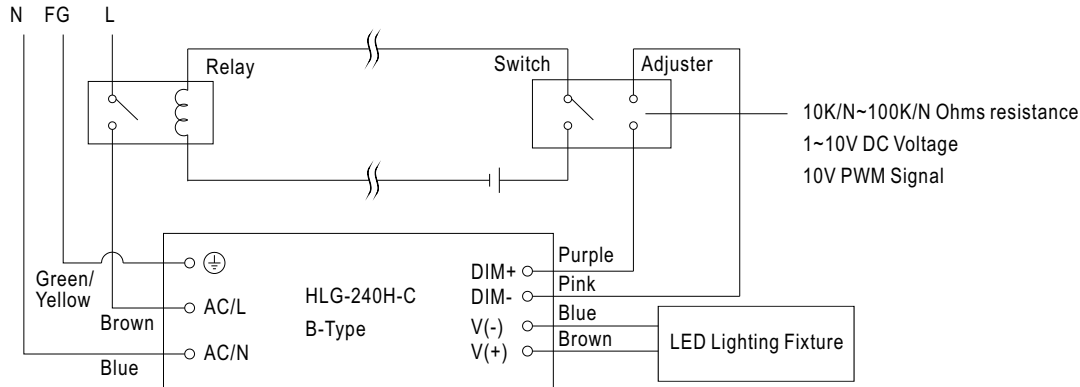 N FG L
Relay
Switch
Adjuster
10K/N~100K/N Ohms resistance
1~10V DC Voltage
10V PWM Signal
Green/
Yellow
Brown
Blue
AC/L
AC/N
HLG-240H-C
B-Type
DIM+
DIM-
V(-)
V(+)
Purple
Pink
Blue
Brown
LED Lighting Fixture